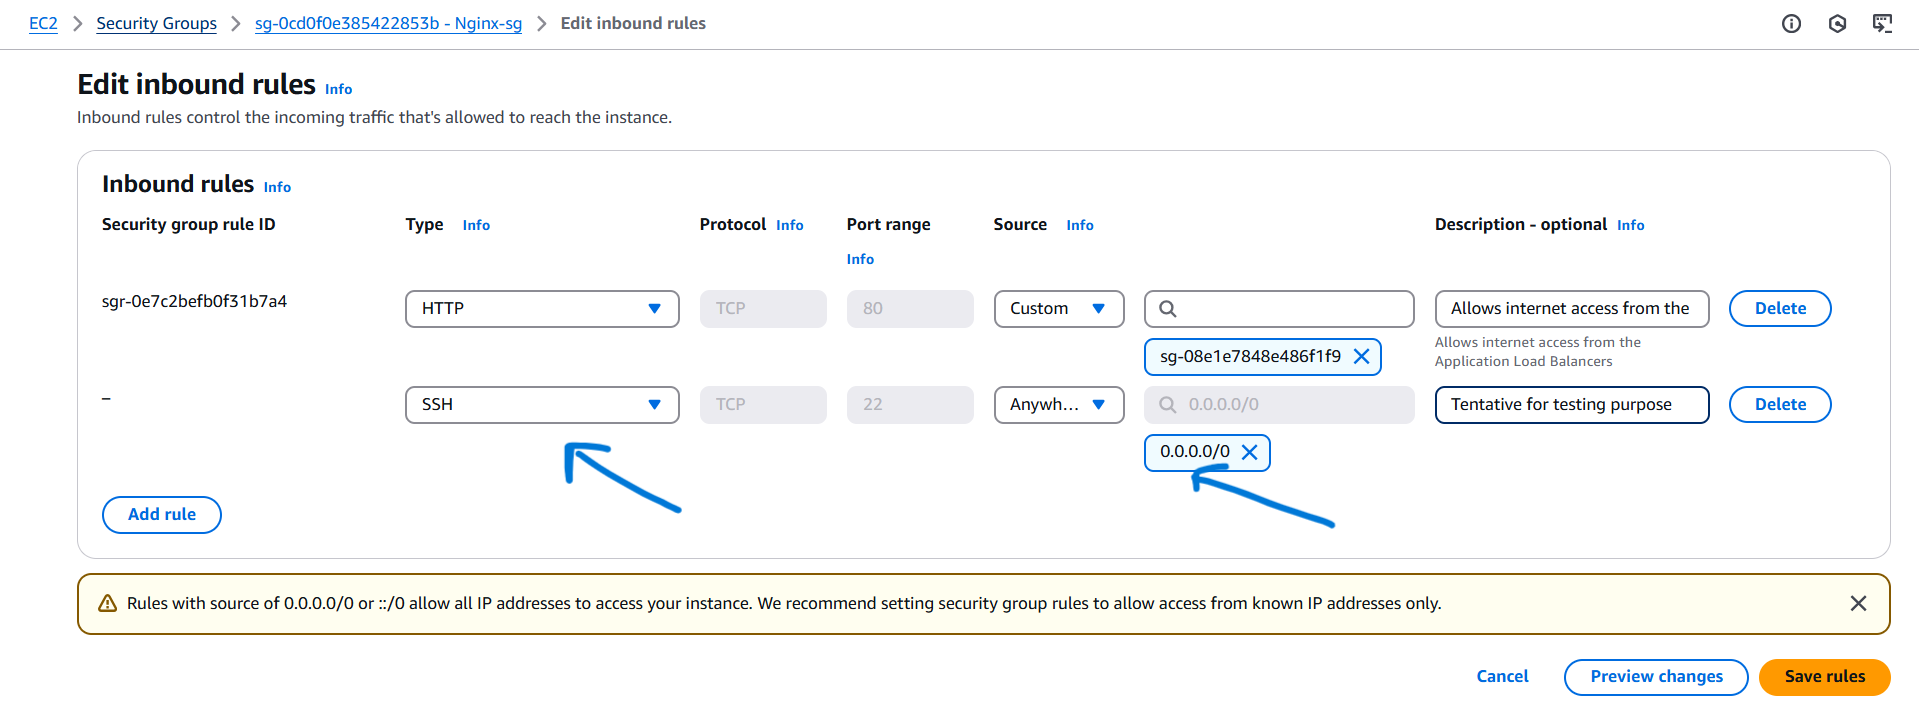 EC2 > Security Groups > sg-0cd0f0e385422853b - Nginx-sg > Edit inbound rules
Edit inbound rules Info
Inbound rules control the incoming traffic that's allowed to reach the instance.
Inbound rules Info
Security group rule ID Type Info Protocol Info Port range Info Source Info Description - optional Info
sgr-0e7c2befb0f31b7a4 HTTP TCP 80 Custom Allows internet access from the Delete
sg-08e1e7848e486f1f9
Allows internet access from the
Application Load Balancers
– SSH TCP 22 Anywh... 0.0.0.0/0 Tentative for testing purpose Delete
0.0.0.0/0
Add rule
Rules with source of 0.0.0.0/0 or ::/0 allow all IP addresses to access your instance. We recommend setting security group rules to allow access from known IP addresses only.
Cancel Preview changes Save rules